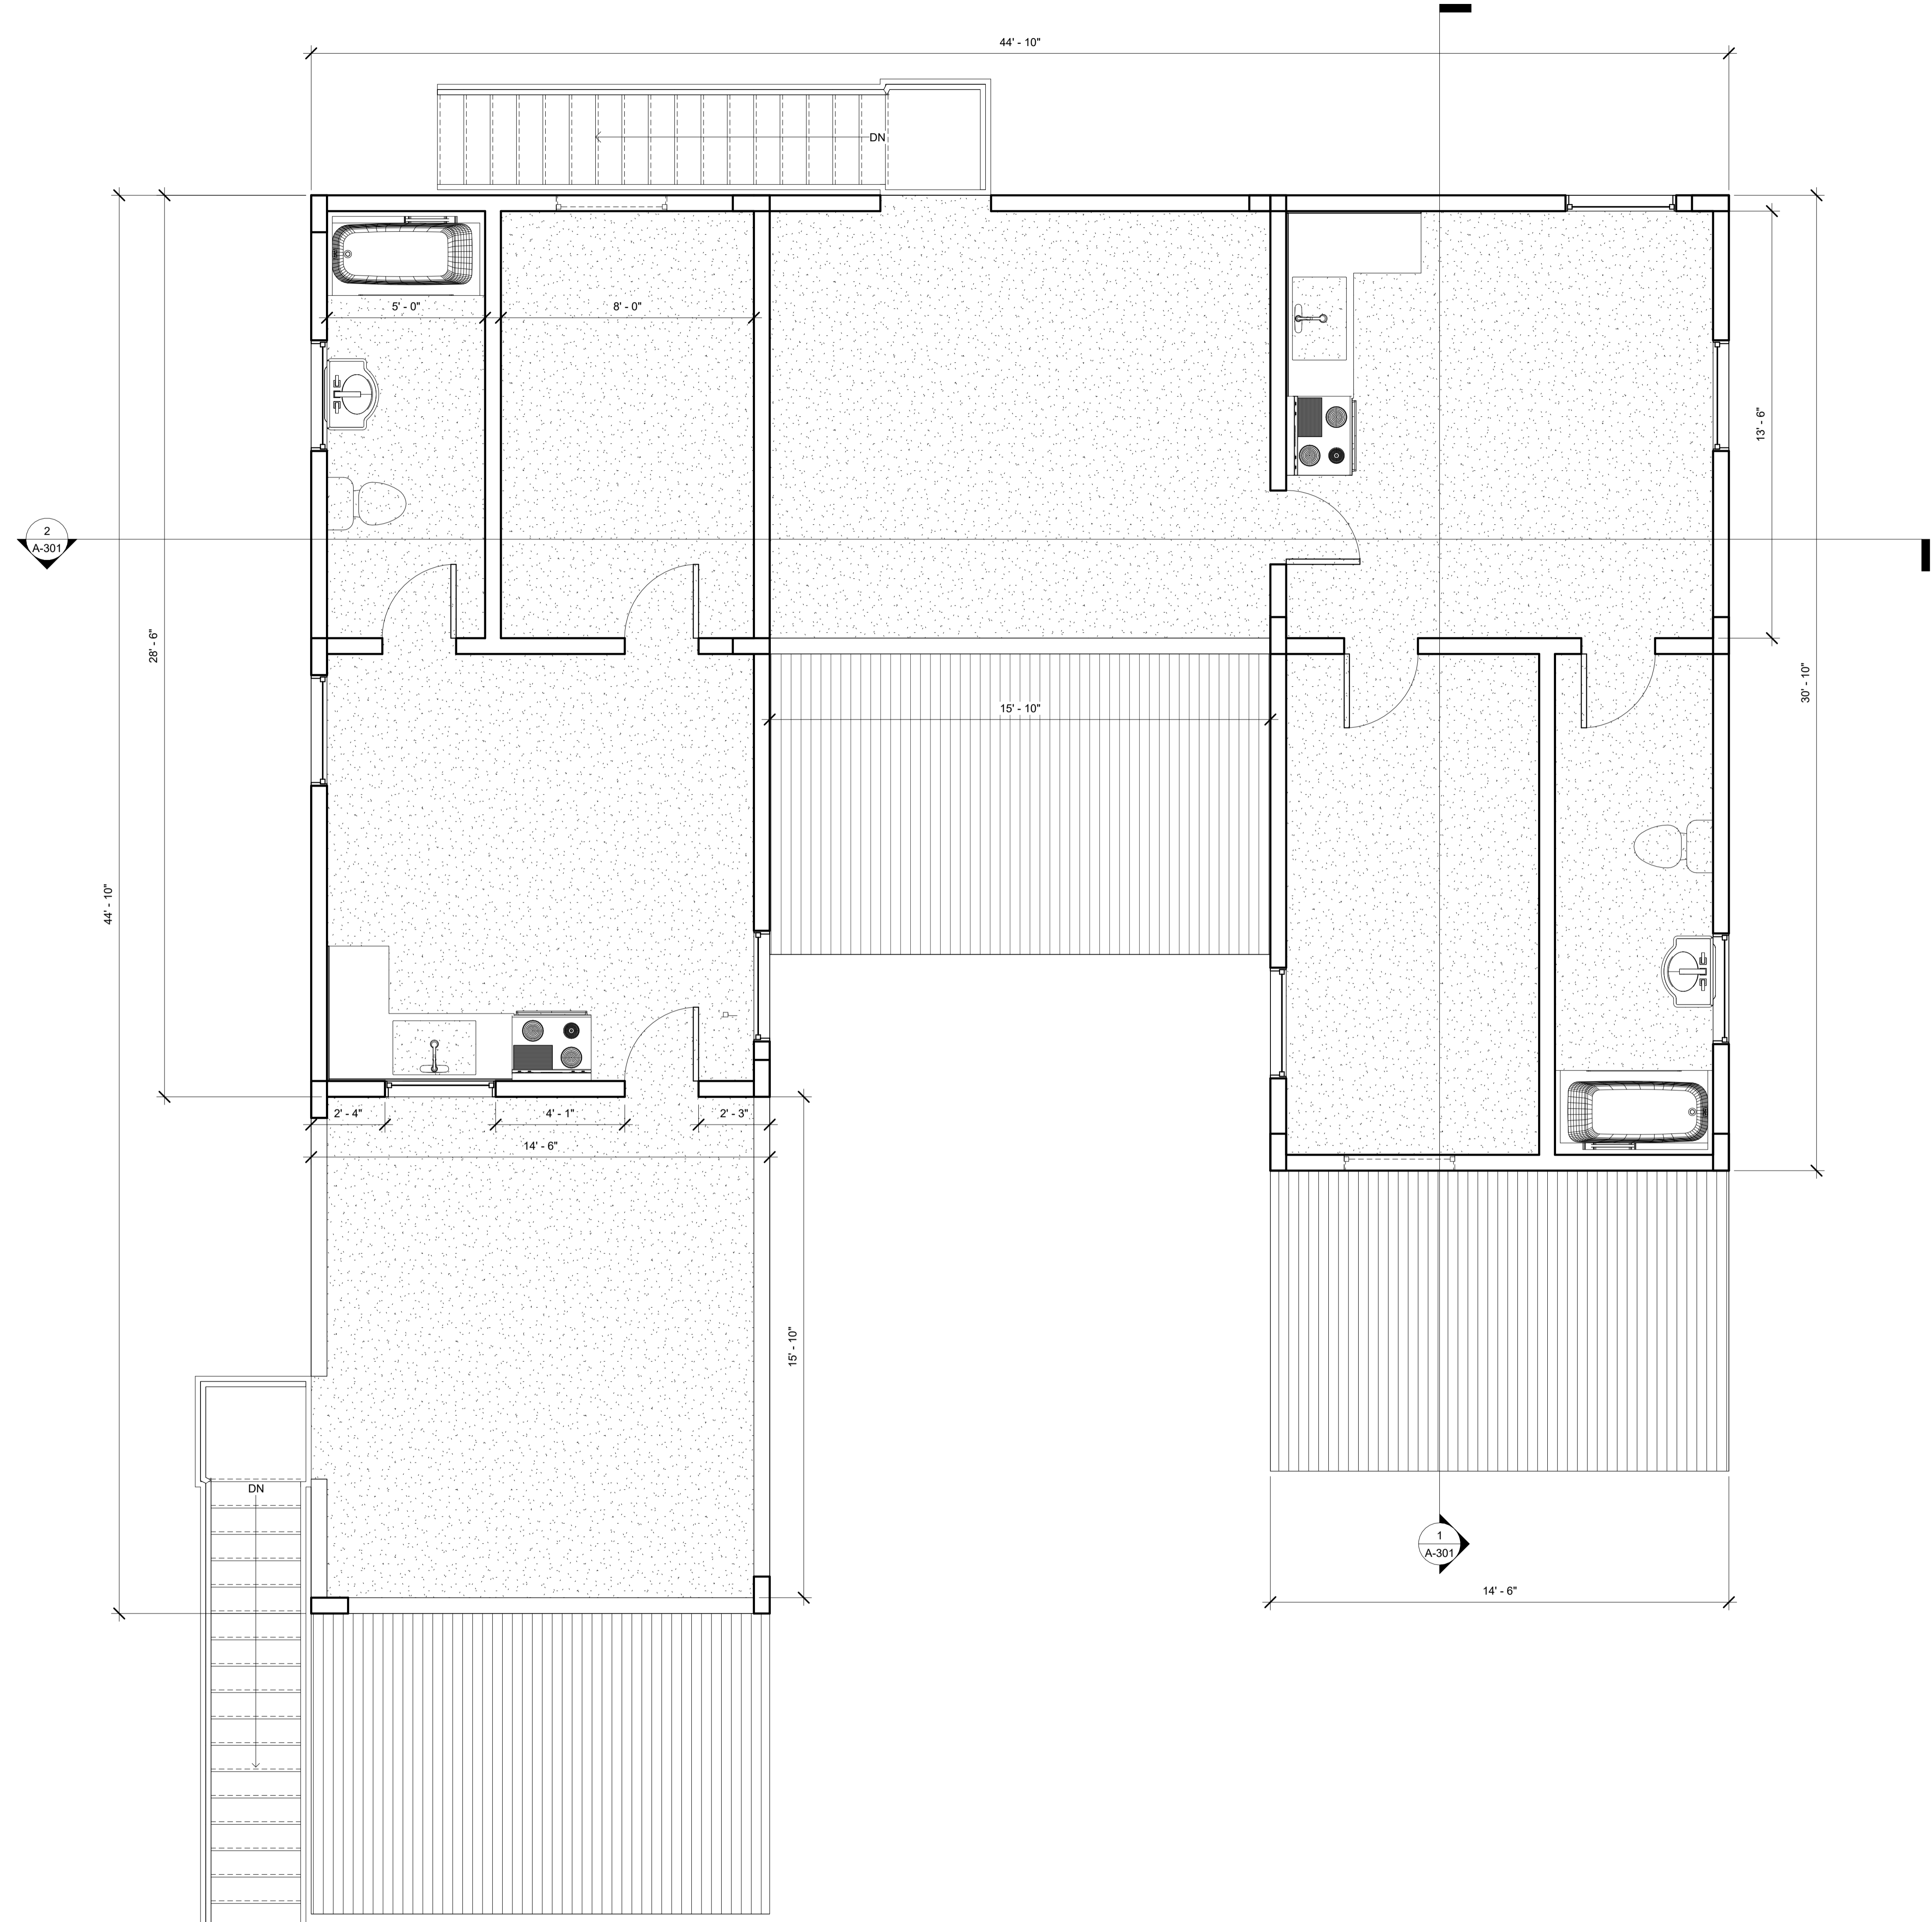 44' - 10"
DN
5' - 0"
8' - 0"
13' - 6"
2
A-301
28' - 6"
30' - 10"
15' - 10"
44' - 10"
2' - 4"
4' - 1"
2' - 3"
14' - 6"
15' - 10"
DN
1
A-301
14' - 6"